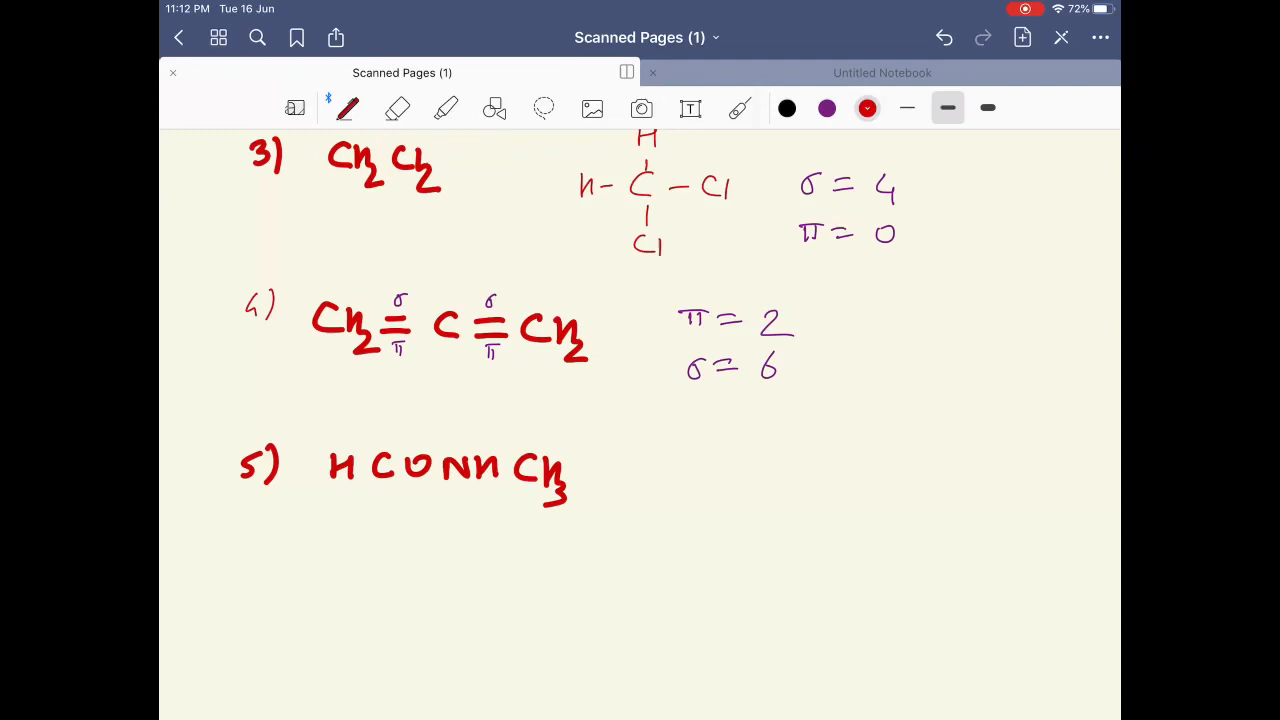 11:12 PM Tue 16 Jun 72%
Scanned Pages (1)
Scanned Pages (1) Untitled Notebook
3) CH2Cl2
H
H - C - Cl
Cl
σ = 4
π = 0
4) CH2 = C = CH2
σ σ
π π
π = 2
σ = 6
5) HCONHCH3